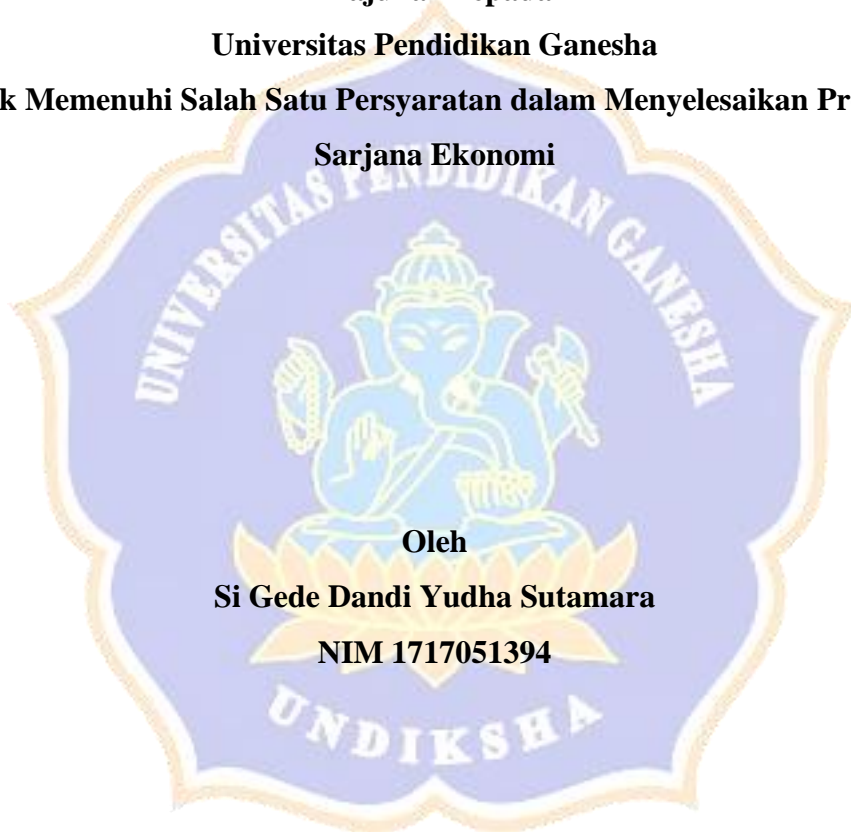 Universitas Pendidikan Ganesha
k Memenuhi Salah Satu Persyaratan dalam Menyelesaikan Pr
Sarjana Ekonomi
UNIVERSITAS PENDIDIKAN GANESHA
Oleh
Si Gede Dandi Yudha Sutamara
NIM 1717051394
UNDIKSHA